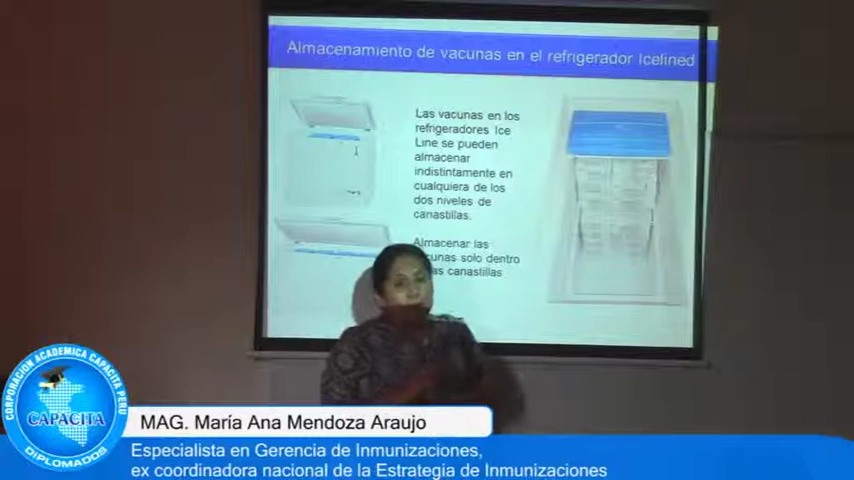 Almacenamiento de vacunas en el refrigerador Icelined
Las vacunas en los
refrigeradores Ice
Line se pueden
almacenar
indistintamente en
cualquiera de los
dos niveles de
canastillas.
Almacenar las
cunas solo dentro
as canastillas
CORPORACIÓN ACADEMICA CAPACITA PERU
CAPACITA
DIPLOMADOS
MAG. María Ana Mendoza Araujo
Especialista en Gerencia de Inmunizaciones,
ex coordinadora nacional de la Estrategia de Inmunizaciones